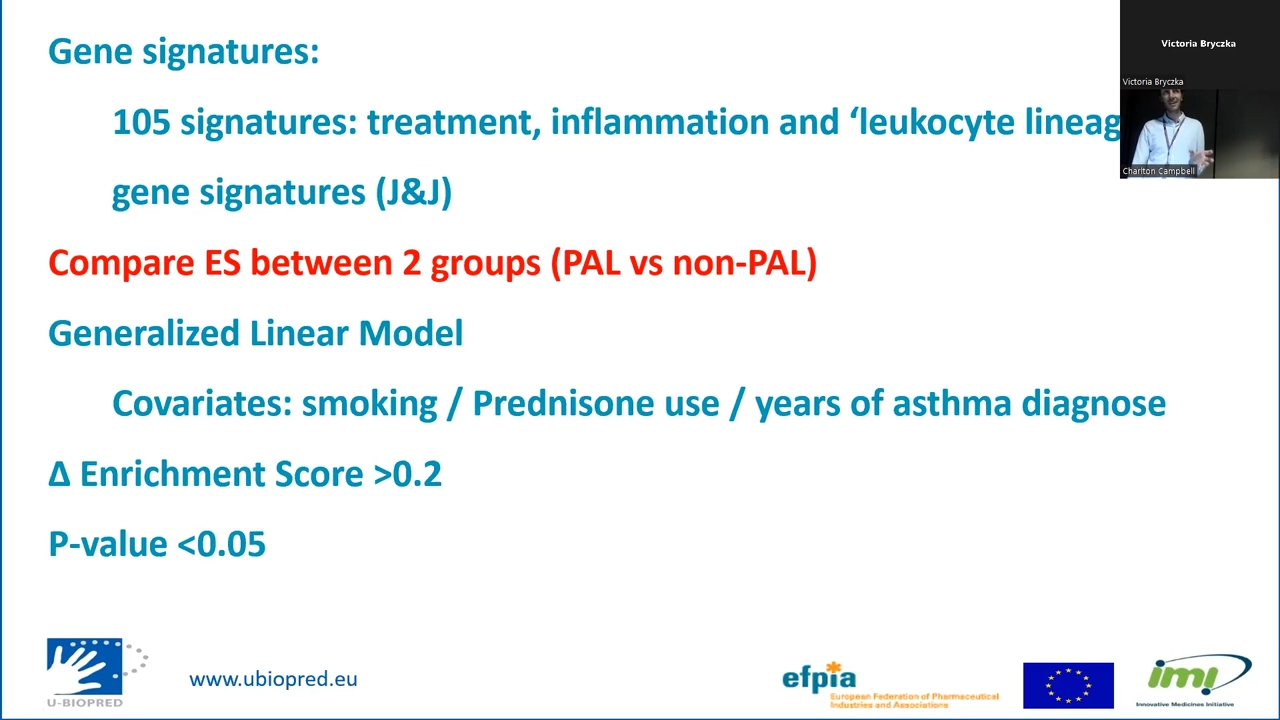 Gene signatures:
Victoria Bryczka
Victoria Bryczka
105 signatures: treatment, inflammation and ‘leukocyte lineag
Charlton Campbell
gene signatures (J&J)
Compare ES between 2 groups (PAL vs non-PAL)
Generalized Linear Model
Covariates: smoking / Prednisone use / years of asthma diagnose
Δ Enrichment Score >0.2
P-value <0.05
U-BIOPRED
www.ubiopred.eu
efpia
European Federation of Pharmaceutical
Industries and Associations
imi
Innovative Medicines Initiative